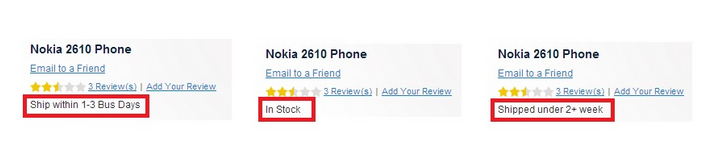 Nokia 2610 Phone
Email to a Friend
3 Review(s) | Add Your Review
Ship within 1-3 Bus Days
Nokia 2610 Phone
Email to a Friend
3 Review(s) | Add Your Review
In Stock
Nokia 2610 Phone
Email to a Friend
3 Review(s) | Add Your Review
Shipped under 2+ week